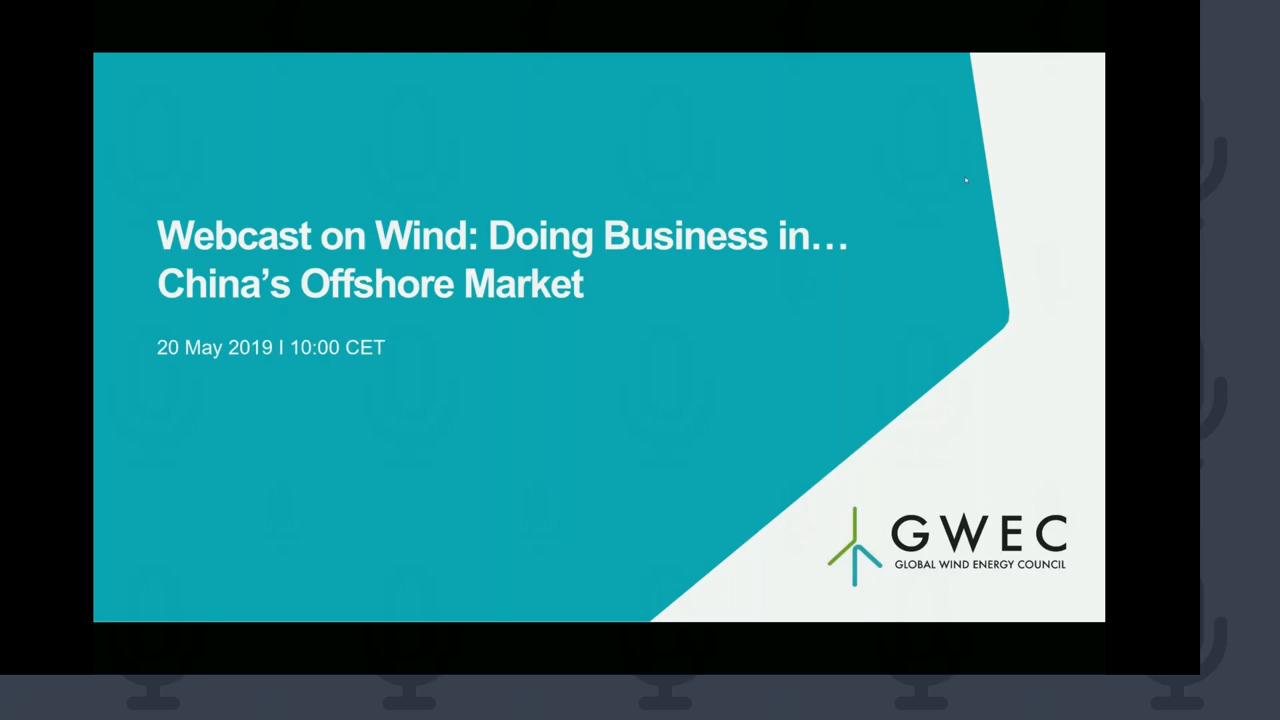 Webcast on Wind: Doing Business in…
China’s Offshore Market
20 May 2019 I 10:00 CET
GWEC
GLOBAL WIND ENERGY COUNCIL